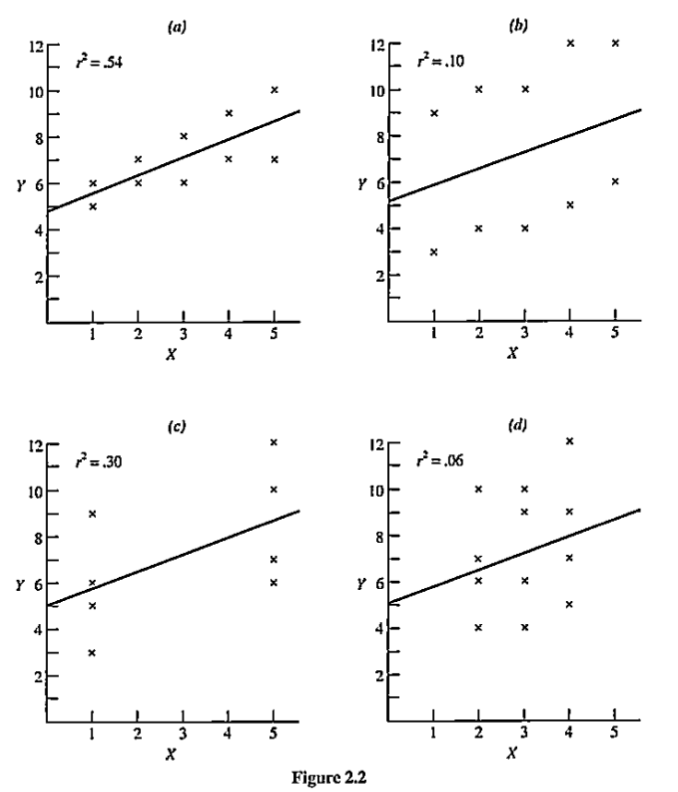 (a)
r² = .54
12
10
8
Y 6
4
2
1 2 3 4 5
X
(b)
r² = .10
12
10
8
Y 6
4
2
1 2 3 4 5
X
(c)
r² = .30
12
10
8
Y 6
4
2
1 2 3 4 5
X
(d)
r² = .06
12
10
8
Y 6
4
2
1 2 3 4 5
X
Figure 2.2